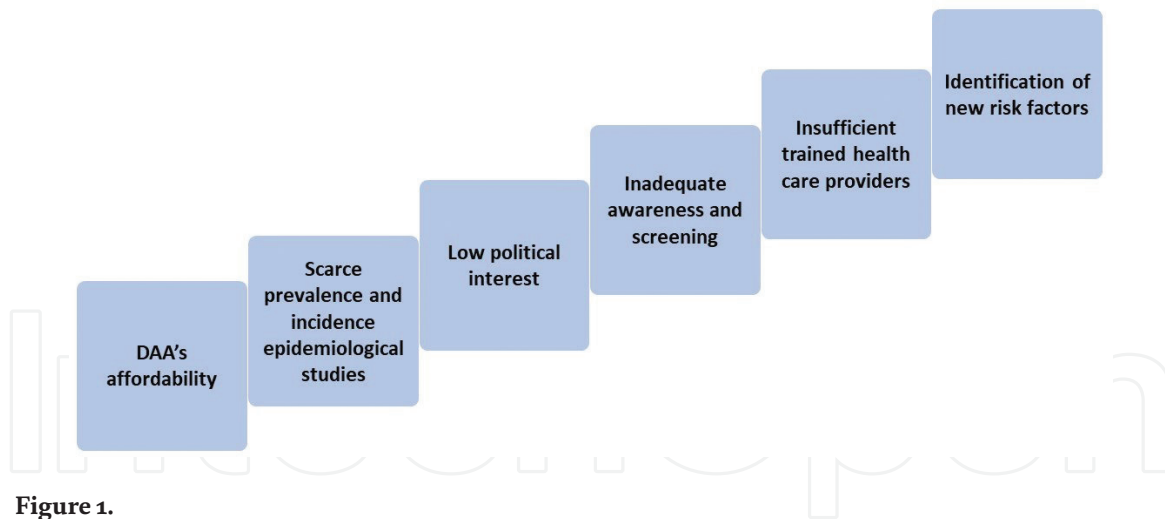 DAA's
affordability
Scarce
prevalence and
incidence
epidemiological
studies
Low political
interest
Inadequate
awareness and
screening
Insufficient
trained health
care providers
Identification of
new risk factors
Figure 1.